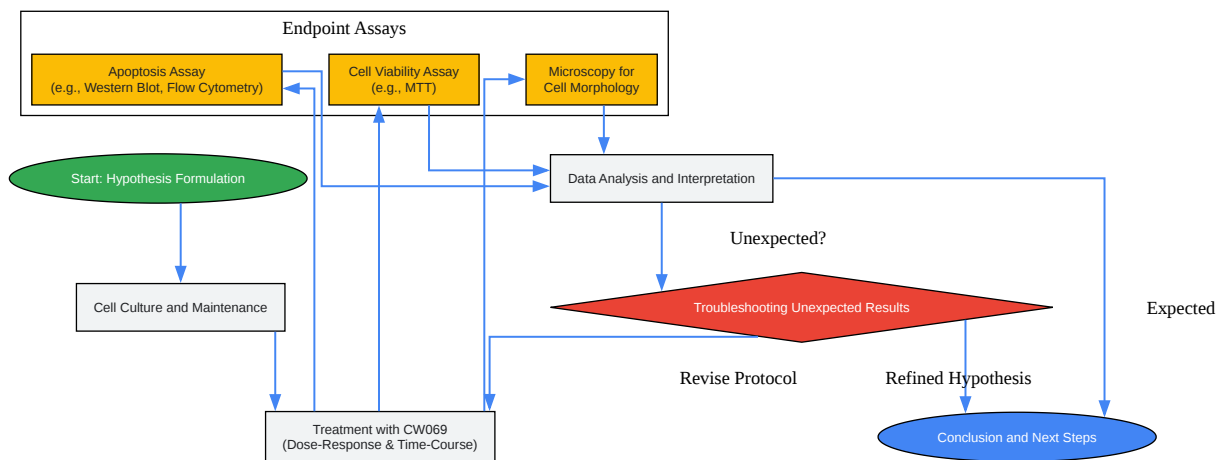 Endpoint Assays
Apoptosis Assay
(e.g., Western Blot, Flow Cytometry)
Cell Viability Assay
(e.g., MTT)
Microscopy for
Cell Morphology
Start: Hypothesis Formulation
Data Analysis and Interpretation
Unexpected?
Cell Culture and Maintenance
Troubleshooting Unexpected Results
Expected
Revise Protocol
Refined Hypothesis
Treatment with CW069
(Dose-Response & Time-Course)
Conclusion and Next Steps